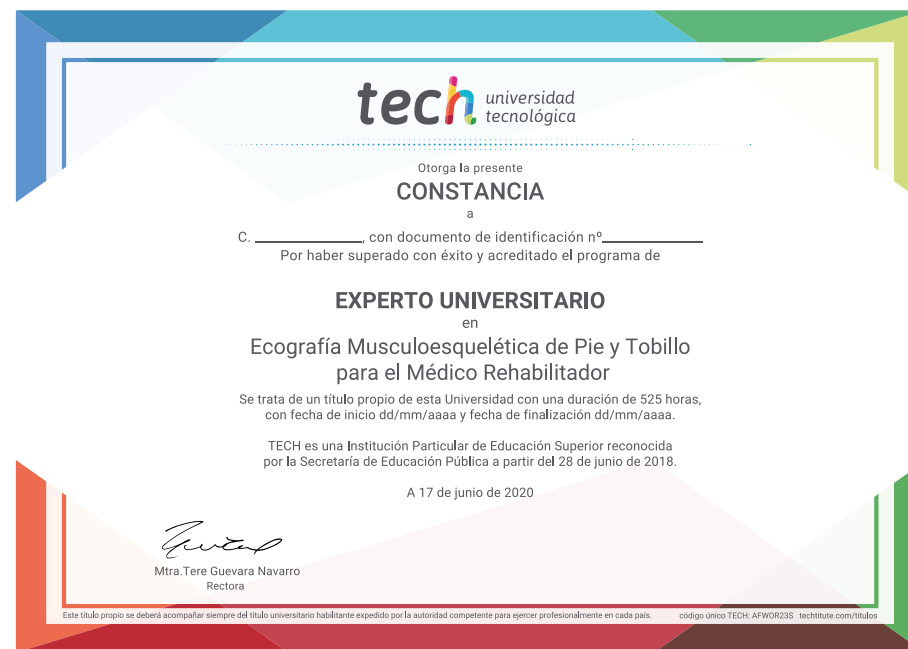 tech universidad
tecnológica
Otorga la presente
CONSTANCIA
a
C. ____________, con documento de identificación nº____________
Por haber superado con éxito y acreditado el programa de
EXPERTO UNIVERSITARIO
en
Ecografía Musculoesquelética de Pie y Tobillo
para el Médico Rehabilitador
Se trata de un título propio de esta Universidad con una duración de 525 horas,
con fecha de inicio dd/mm/aaaa y fecha de finalización dd/mm/aaaa.
TECH es una Institución Particular de Educación Superior reconocida
por la Secretaría de Educación Pública a partir del 28 de junio de 2018.
A 17 de junio de 2020
Mtra.Tere Guevara Navarro
Rectora
Este título propio se deberá acompañar siempre del título universitario habilitante expedido por la autoridad competente para ejercer profesionalmente en cada país. código único TECH: AFWOR23S techtitute.com/titulos